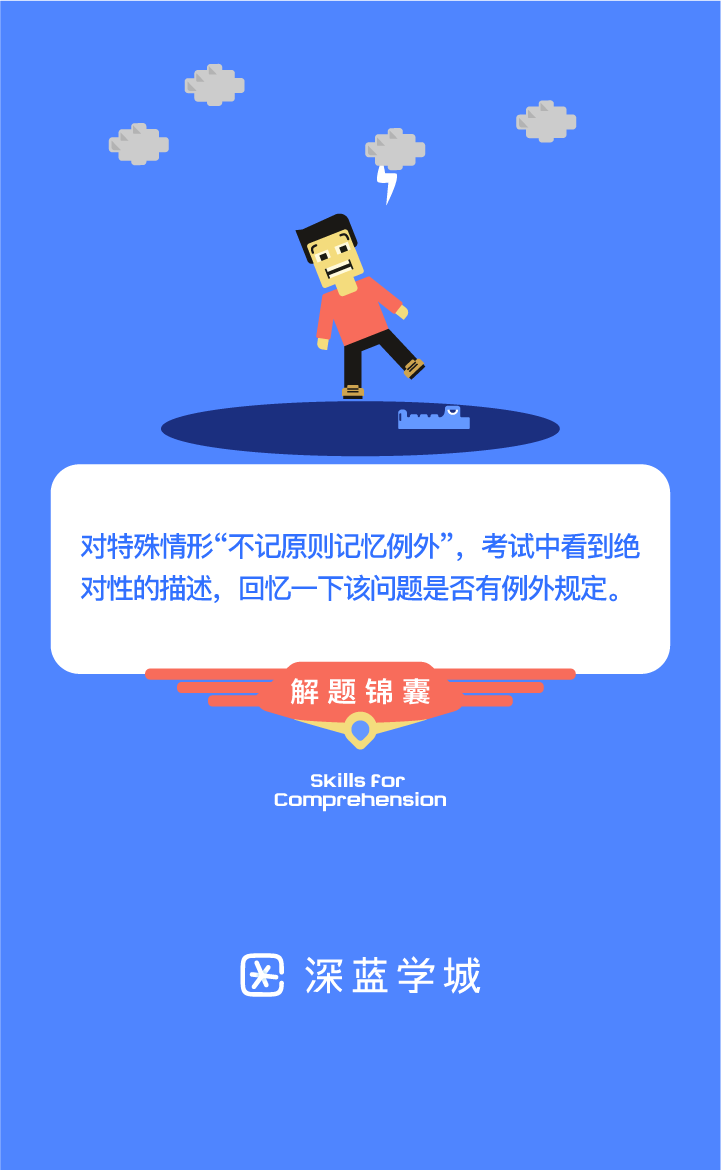 对特殊情形“不记原则记忆例外”，考试中看到绝
对性的描述，回忆一下该问题是否有例外规定。
解题锦囊
Skills for
Comprehension
深蓝学城